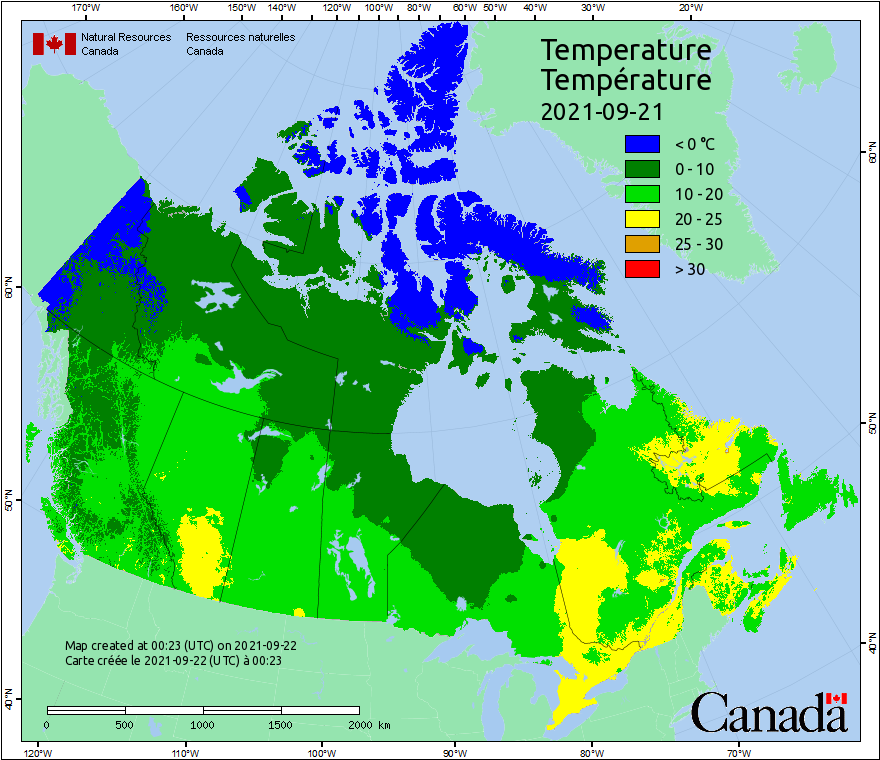 170°W 160°W 150°W 140°W 130°W 120°W 110°W 100°W 90°W 80°W 70°W 60°W 50°W 40°W 30°W 20°W
Natural Resources Ressources naturelles
Canada Canada
Temperature
Température
2021-09-21
< 0 °C
0 - 10
10 - 20
20 - 25
25 - 30
> 30
60°N
60°N
50°N
50°N
40°N
40°N
Map created at 00:23 (UTC) on 2021-09-22
Carte créée le 2021-09-22 (UTC) à 00:23
0 500 1000 1500 2000 km
Canada
120°W 110°W 100°W 90°W 80°W 70°W